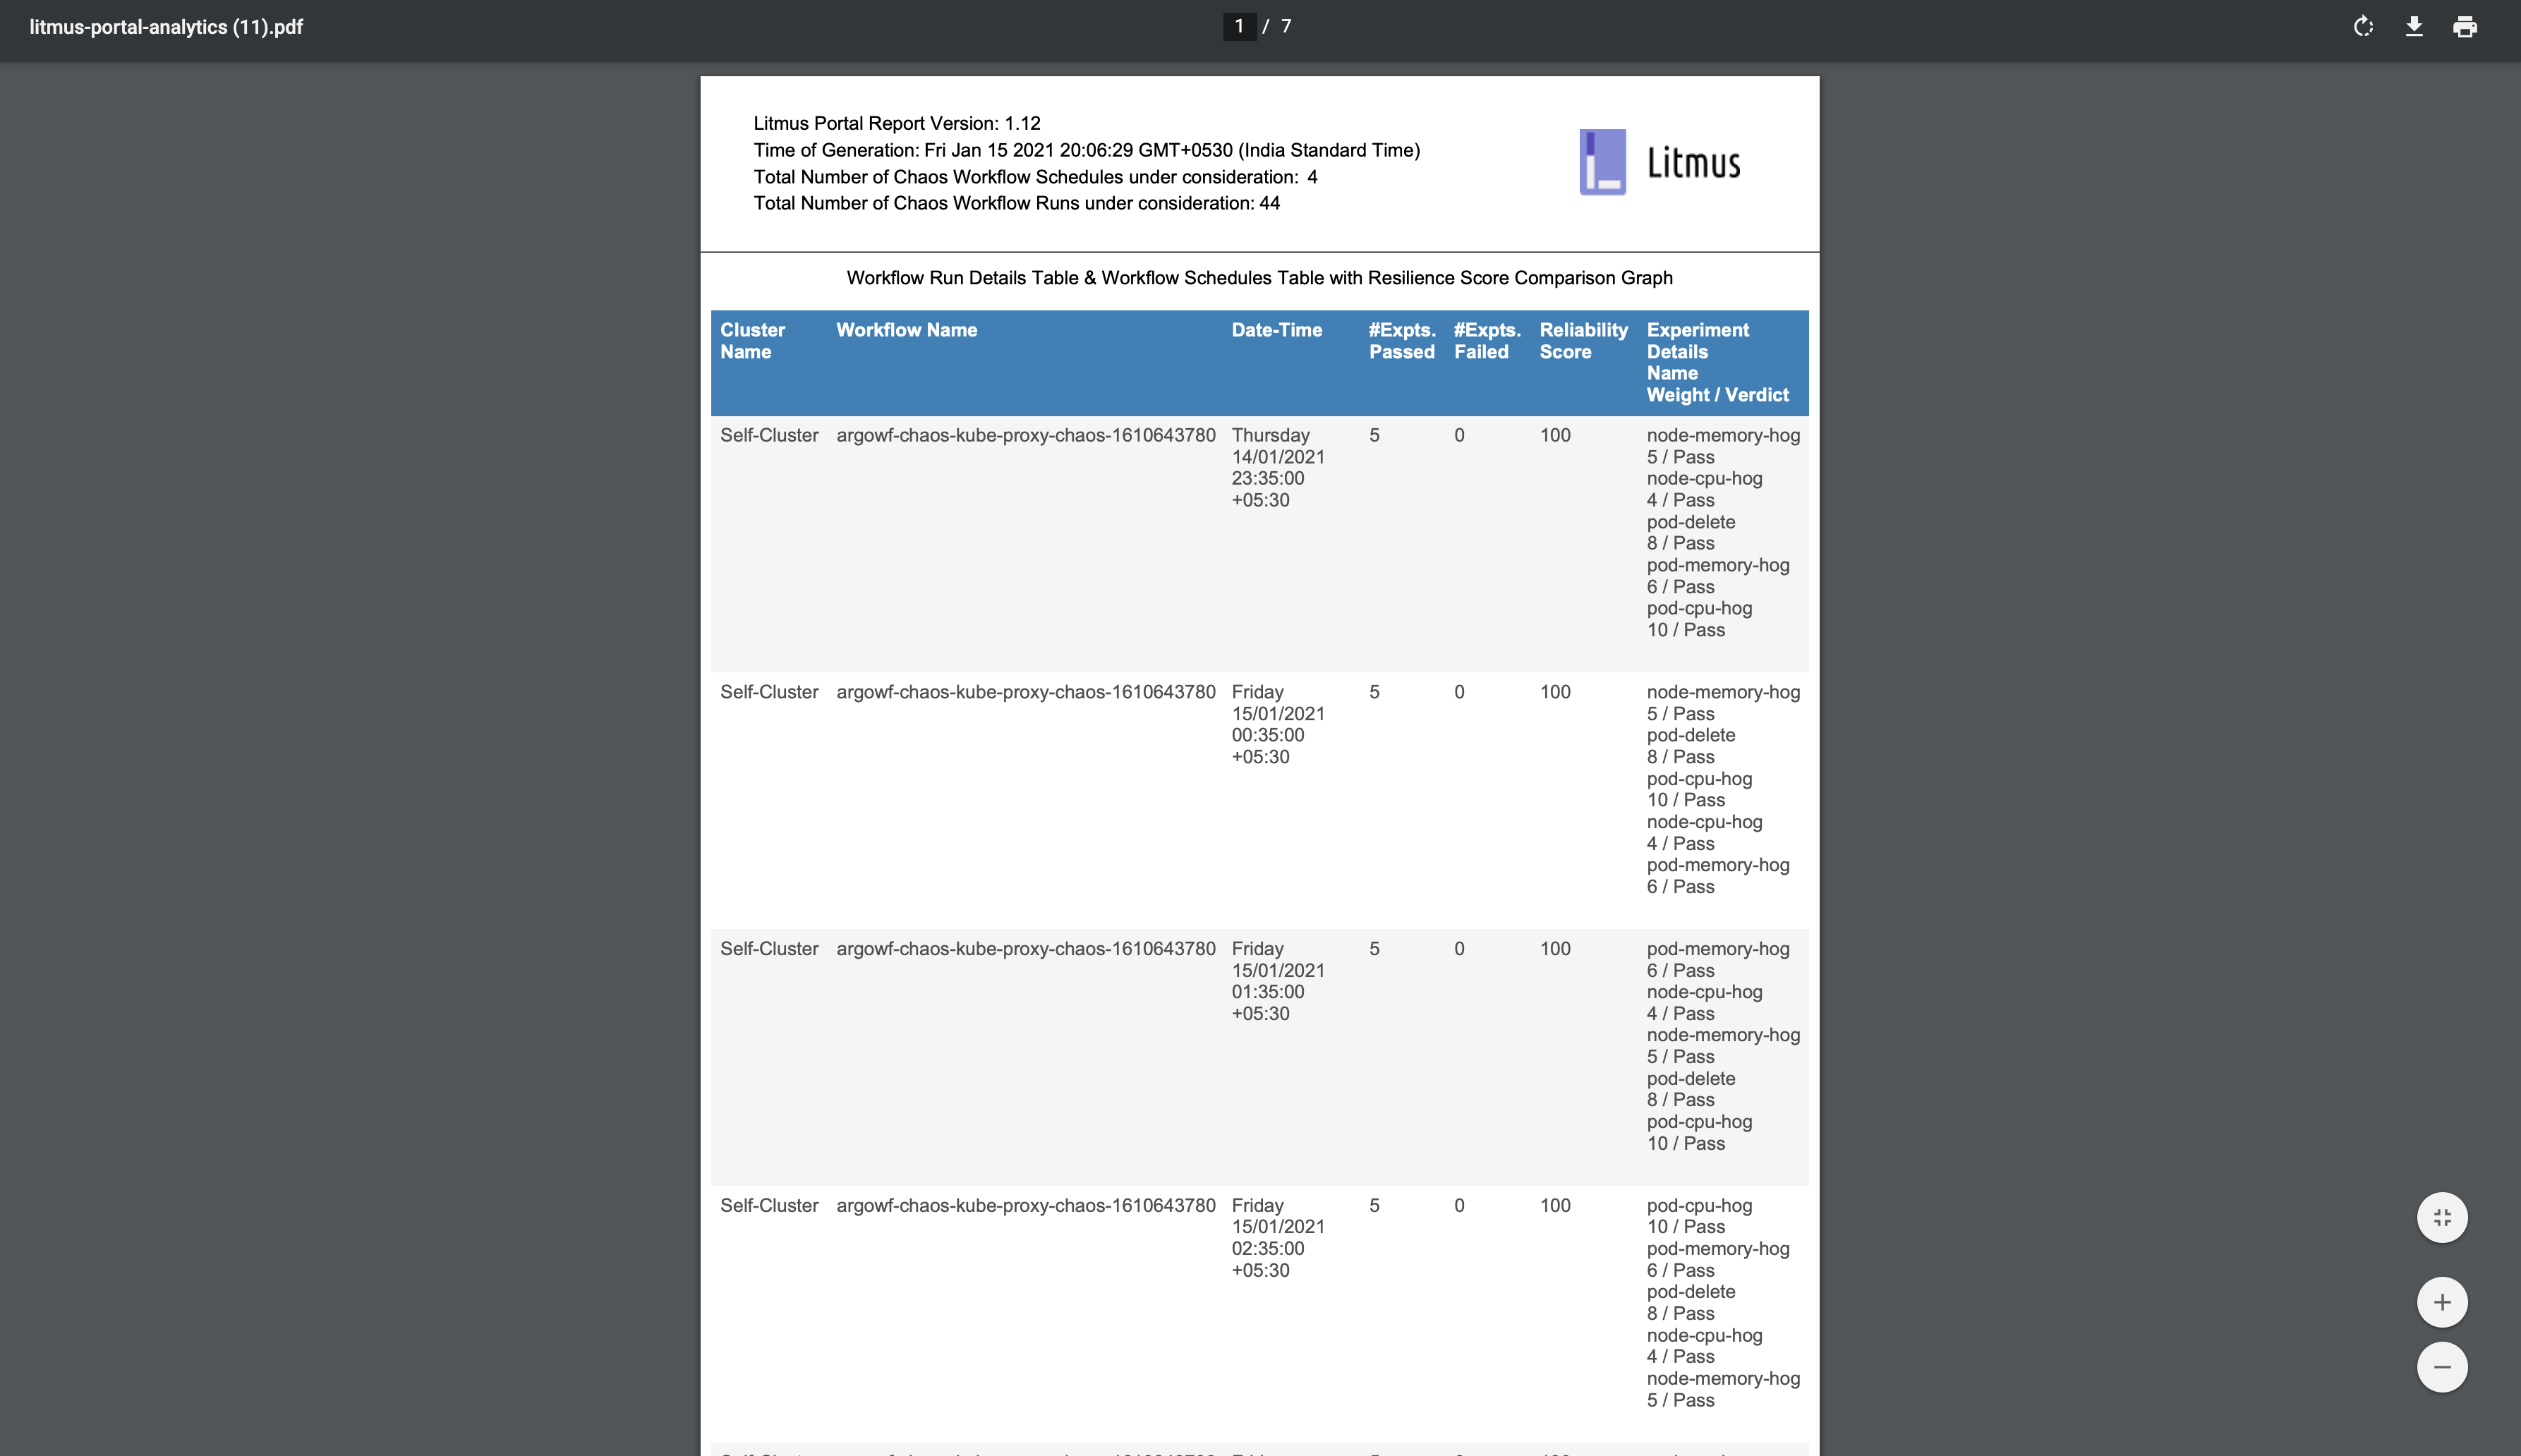 litmus-portal-analytics (11).pdf
1 / 7
Litmus Portal Report Version: 1.12
Time of Generation: Fri Jan 15 2021 20:06:29 GMT+0530 (India Standard Time)
Total Number of Chaos Workflow Schedules under consideration: 4
Total Number of Chaos Workflow Runs under consideration: 44
Litmus
Workflow Run Details Table & Workflow Schedules Table with Resilience Score Comparison Graph
Cluster Name Workflow Name Date-Time #Expts. Passed #Expts. Failed Reliability Score Experiment Details Name Weight / Verdict
Self-Cluster argowf-chaos-kube-proxy-chaos-1610643780 Thursday 5 0 100 node-memory-hog
14/01/2021 5 / Pass
23:35:00 node-cpu-hog
+05:30 4 / Pass
pod-delete
8 / Pass
pod-memory-hog
6 / Pass
pod-cpu-hog
10 / Pass
Self-Cluster argowf-chaos-kube-proxy-chaos-1610643780 Friday 5 0 100 node-memory-hog
15/01/2021 5 / Pass
00:35:00 pod-delete
+05:30 8 / Pass
pod-cpu-hog
10 / Pass
node-cpu-hog
4 / Pass
pod-memory-hog
6 / Pass
Self-Cluster argowf-chaos-kube-proxy-chaos-1610643780 Friday 5 0 100 pod-memory-hog
15/01/2021 6 / Pass
01:35:00 node-cpu-hog
+05:30 4 / Pass
node-memory-hog
5 / Pass
pod-delete
8 / Pass
pod-cpu-hog
10 / Pass
Self-Cluster argowf-chaos-kube-proxy-chaos-1610643780 Friday 5 0 100 pod-cpu-hog
15/01/2021 10 / Pass
02:35:00 pod-memory-hog
+05:30 6 / Pass
pod-delete
8 / Pass
node-cpu-hog
4 / Pass
node-memory-hog
5 / Pass